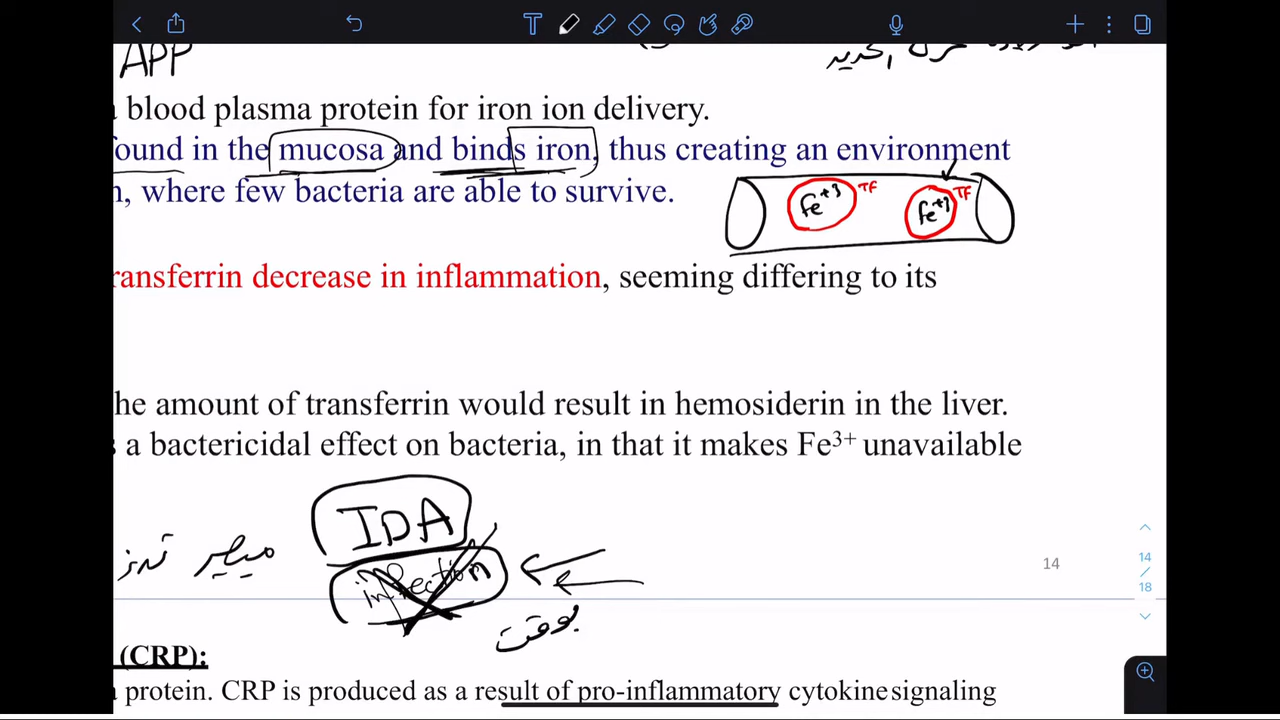 APP
الحديد
blood plasma protein for iron ion delivery.
found in the mucosa and binds iron, thus creating an environment
n, where few bacteria are able to survive.
Fe+3 TF Fe+3 TF
ransferrin decrease in inflammation, seeming differing to its
he amount of transferrin would result in hemosiderin in the liver.
s a bactericidal effect on bacteria, in that it makes Fe3+ unavailable
IDA
infection
بوقت
14
14
/
18
(CRP):
protein. CRP is produced as a result of pro-inflammatory cytokine signaling